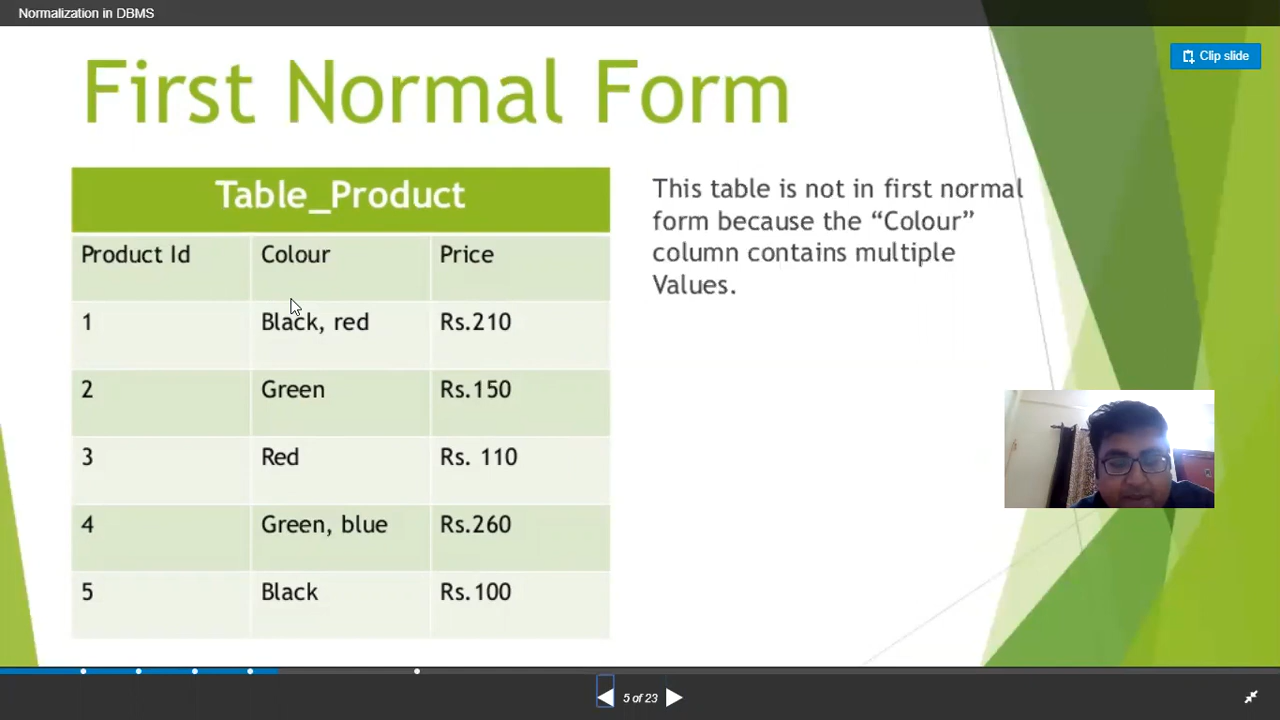 Normalization in DBMS
Clip slide
First Normal Form
Table_Product
Product Id Colour Price
1 Black, red Rs.210
2 Green Rs.150
3 Red Rs. 110
4 Green, blue Rs.260
5 Black Rs.100
This table is not in first normal
form because the “Colour”
column contains multiple
Values.
5 of 23